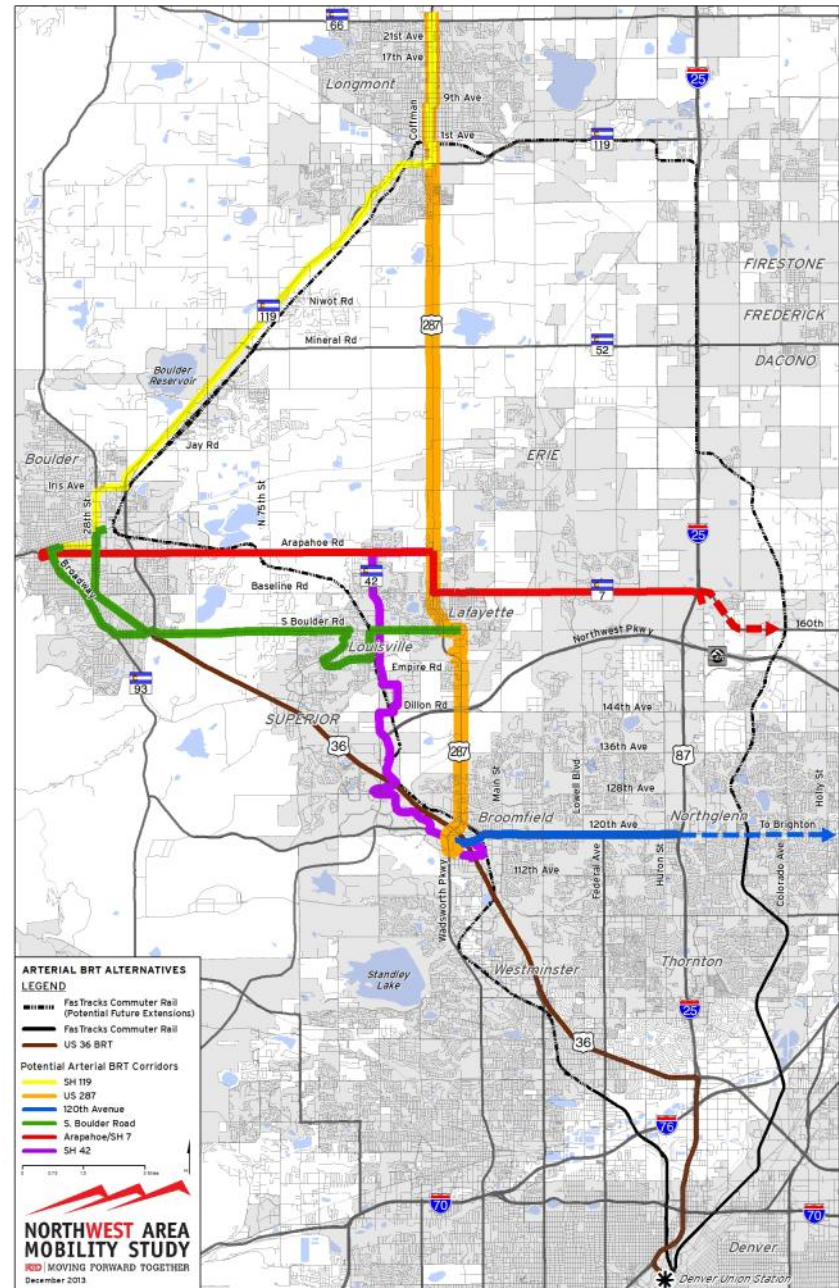 66
21st Ave
17th Ave
Longmont
25
Coffman
9th Ave
1st Ave
119
FIRESTONE
Niwot Rd
119
287
FREDERICK
Mineral Rd
52
DACONO
Boulder
Reservoir
Jay Rd
Boulder
ERIE
Iris Ave
28th St
N 75th St
25
Arapahoe Rd
42
Baseline Rd
7
Broadway
Lafayette
S Boulder Rd
160th
Northwest Pkwy
Louisville
Empire Rd
93
Dillon Rd
144th Ave
SUPERIOR
36
287
136th Ave
87
Main St
Lowell Blvd
128th Ave
Holly St
Broomfield
Northglenn
120th Ave
To Brighton
112th Ave
Federal Ave
Huron St
Colorado Ave
Wadsworth Pkwy
Standley
Lake
Westminster
Thornton
25
36
76
70
70
Denver
Denver Union Station
ARTERIAL BRT ALTERNATIVES
LEGEND
FasTracks Commuter Rail
(Potential Future Extensions)
FasTracks Commuter Rail
US 36 BRT
Potential Arterial BRT Corridors
SH 119
US 287
120th Avenue
S. Boulder Road
Arapahoe/SH 7
SH 42
NORTHWEST AREA
MOBILITY STUDY
RTD MOVING FORWARD TOGETHER
December 2013